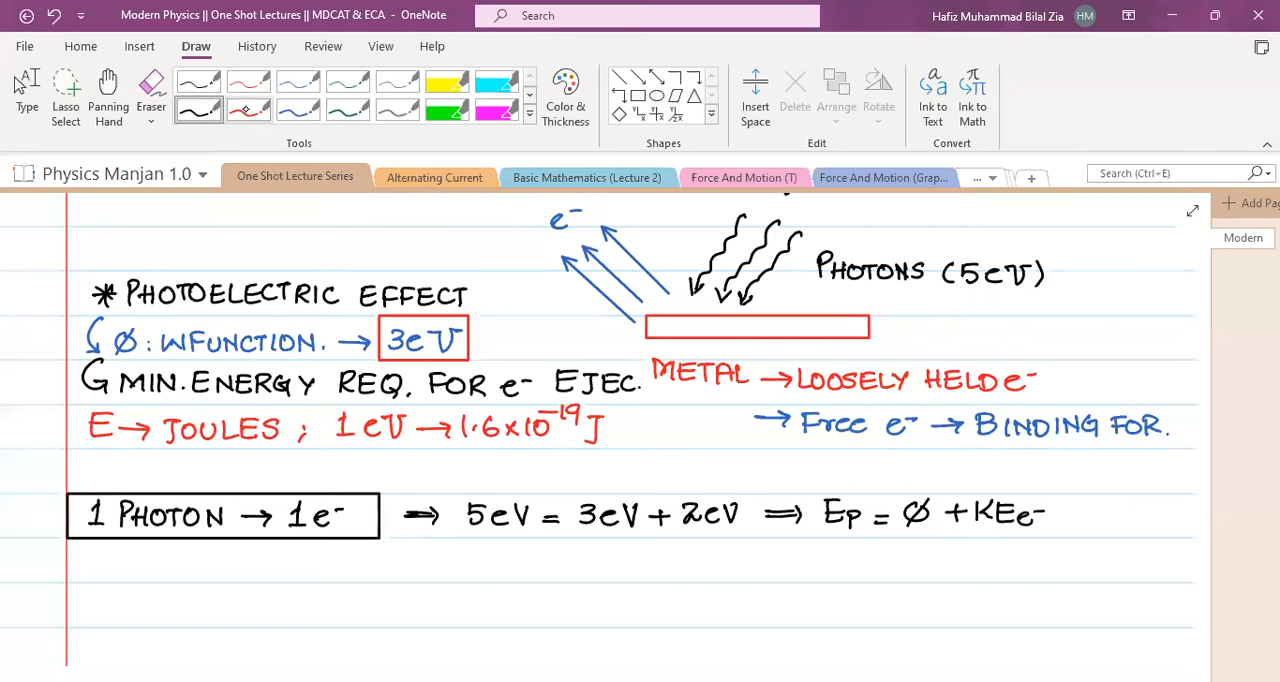 Modern Physics || One Shot Lectures || MDCAT & ECA - OneNote
Search
Hafiz Muhammad Bilal Zia HM
File Home Insert Draw History Review View Help
Type Lasso Select Panning Hand Eraser Color & Thickness Insert Space Delete Arrange Rotate Ink to Text Ink to Math
Tools Shapes Edit Convert
Physics Manjan 1.0 One Shot Lecture Series Alternating Current Basic Mathematics (Lecture 2) Force And Motion (T) Force And Motion (Grap... ... Search (Ctrl+E)
Add Pag
Modern
e⁻
PHOTONS (5eV)
* PHOTOELECTRIC EFFECT
Ø : WFUNCTION. → 3eV
MIN. ENERGY REQ. FOR e⁻ EJEC.
METAL → LOOSELY HELD e⁻
E → JOULES ; 1eV → 1.6×10⁻¹⁹J
→ Free e⁻ → BINDING FOR.
1 PHOTON → 1e⁻ ⇒ 5eV = 3eV + 2eV ⇒ Ep = Ø + KEe⁻